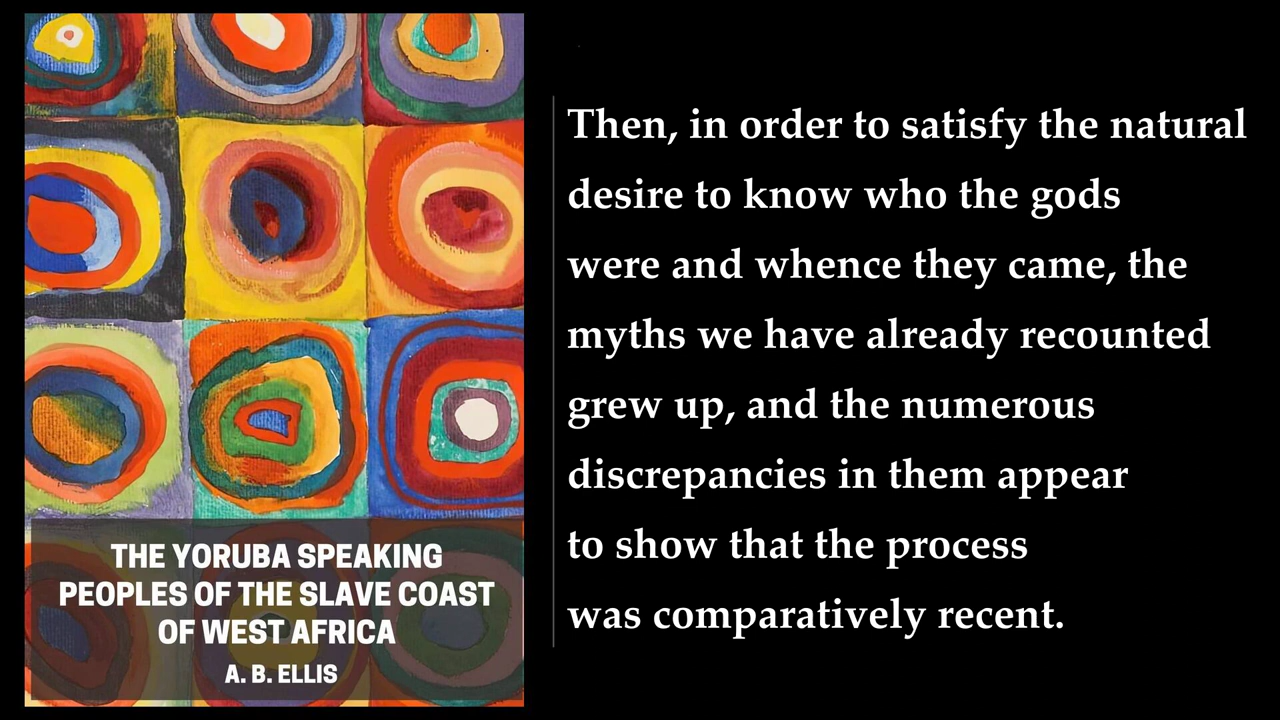 THE YORUBA SPEAKING
PEOPLES OF THE SLAVE COAST
OF WEST AFRICA
A. B. ELLIS
Then, in order to satisfy the natural
desire to know who the gods
were and whence they came, the
myths we have already recounted
grew up, and the numerous
discrepancies in them appear
to show that the process
was comparatively recent.